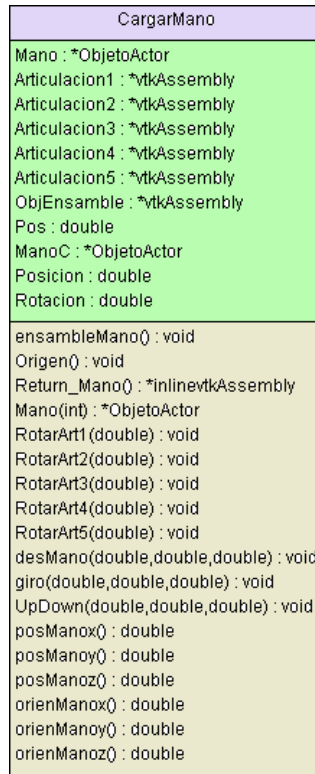 CargarMano
Mano : *ObjetoActor
Articulacion1 : *vtkAssembly
Articulacion2 : *vtkAssembly
Articulacion3 : *vtkAssembly
Articulacion4 : *vtkAssembly
Articulacion5 : *vtkAssembly
ObjEnsamble : *vtkAssembly
Pos : double
ManoC : *ObjetoActor
Posicion : double
Rotacion : double
ensambleMano() : void
Origen() : void
Return_Mano() : *inlinevtkAssembly
Mano(int) : *ObjetoActor
RotarArt1(double) : void
RotarArt2(double) : void
RotarArt3(double) : void
RotarArt4(double) : void
RotarArt5(double) : void
desMano(double,double,double) : void
giro(double,double,double) : void
UpDown(double,double,double) : void
posManox() : double
posManoy() : double
posManoz() : double
orienManox() : double
orienManoy() : double
orienManoz() : double